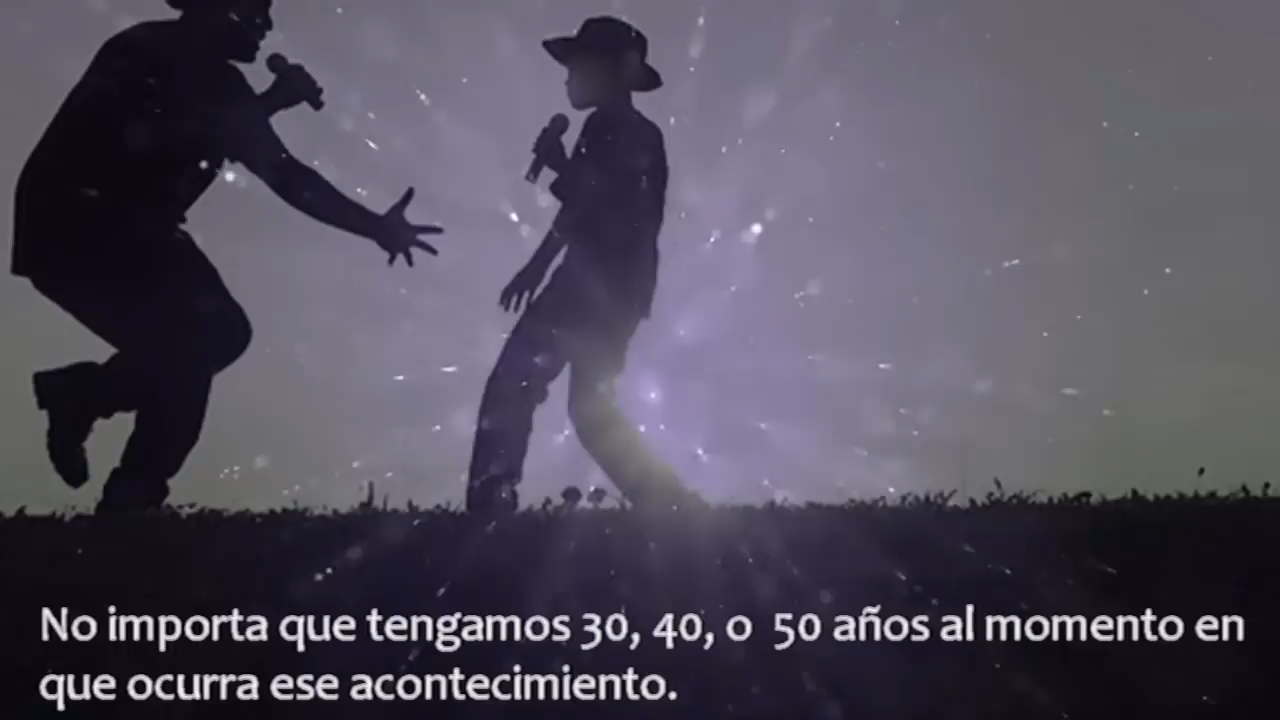 No importa que tengamos 30, 40, o 50 años al momento en
que ocurra ese acontecimiento.